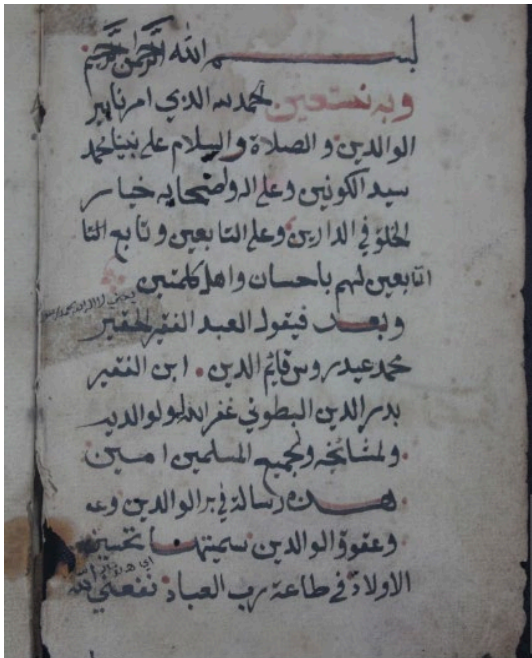 بسم الله الرحمن الرحيم
وبه نستعين الحمد لله الذي امرنا ببر
الوالدين والصلاة والسلام على نبينا محمد
سيد الكونين وعلى اله واصحابه خيار
الخلق في الدارين وعلى التابعين وتابع التا
التابعين لهم باحسان واهل كلمتين
وبعد فيقول العبد الفقير الحقير
محمد عيدروس قايم الدين ابن الفقير
بدر الدين البطوني غفر الله له ولوالديه
ولمشائخه ولجميع المسلمين امين
هذه رسالة في بر الوالدين
وعقوق الوالدين سميتها تحسين
الاولاد في طاعة رب العباد نفعني الله